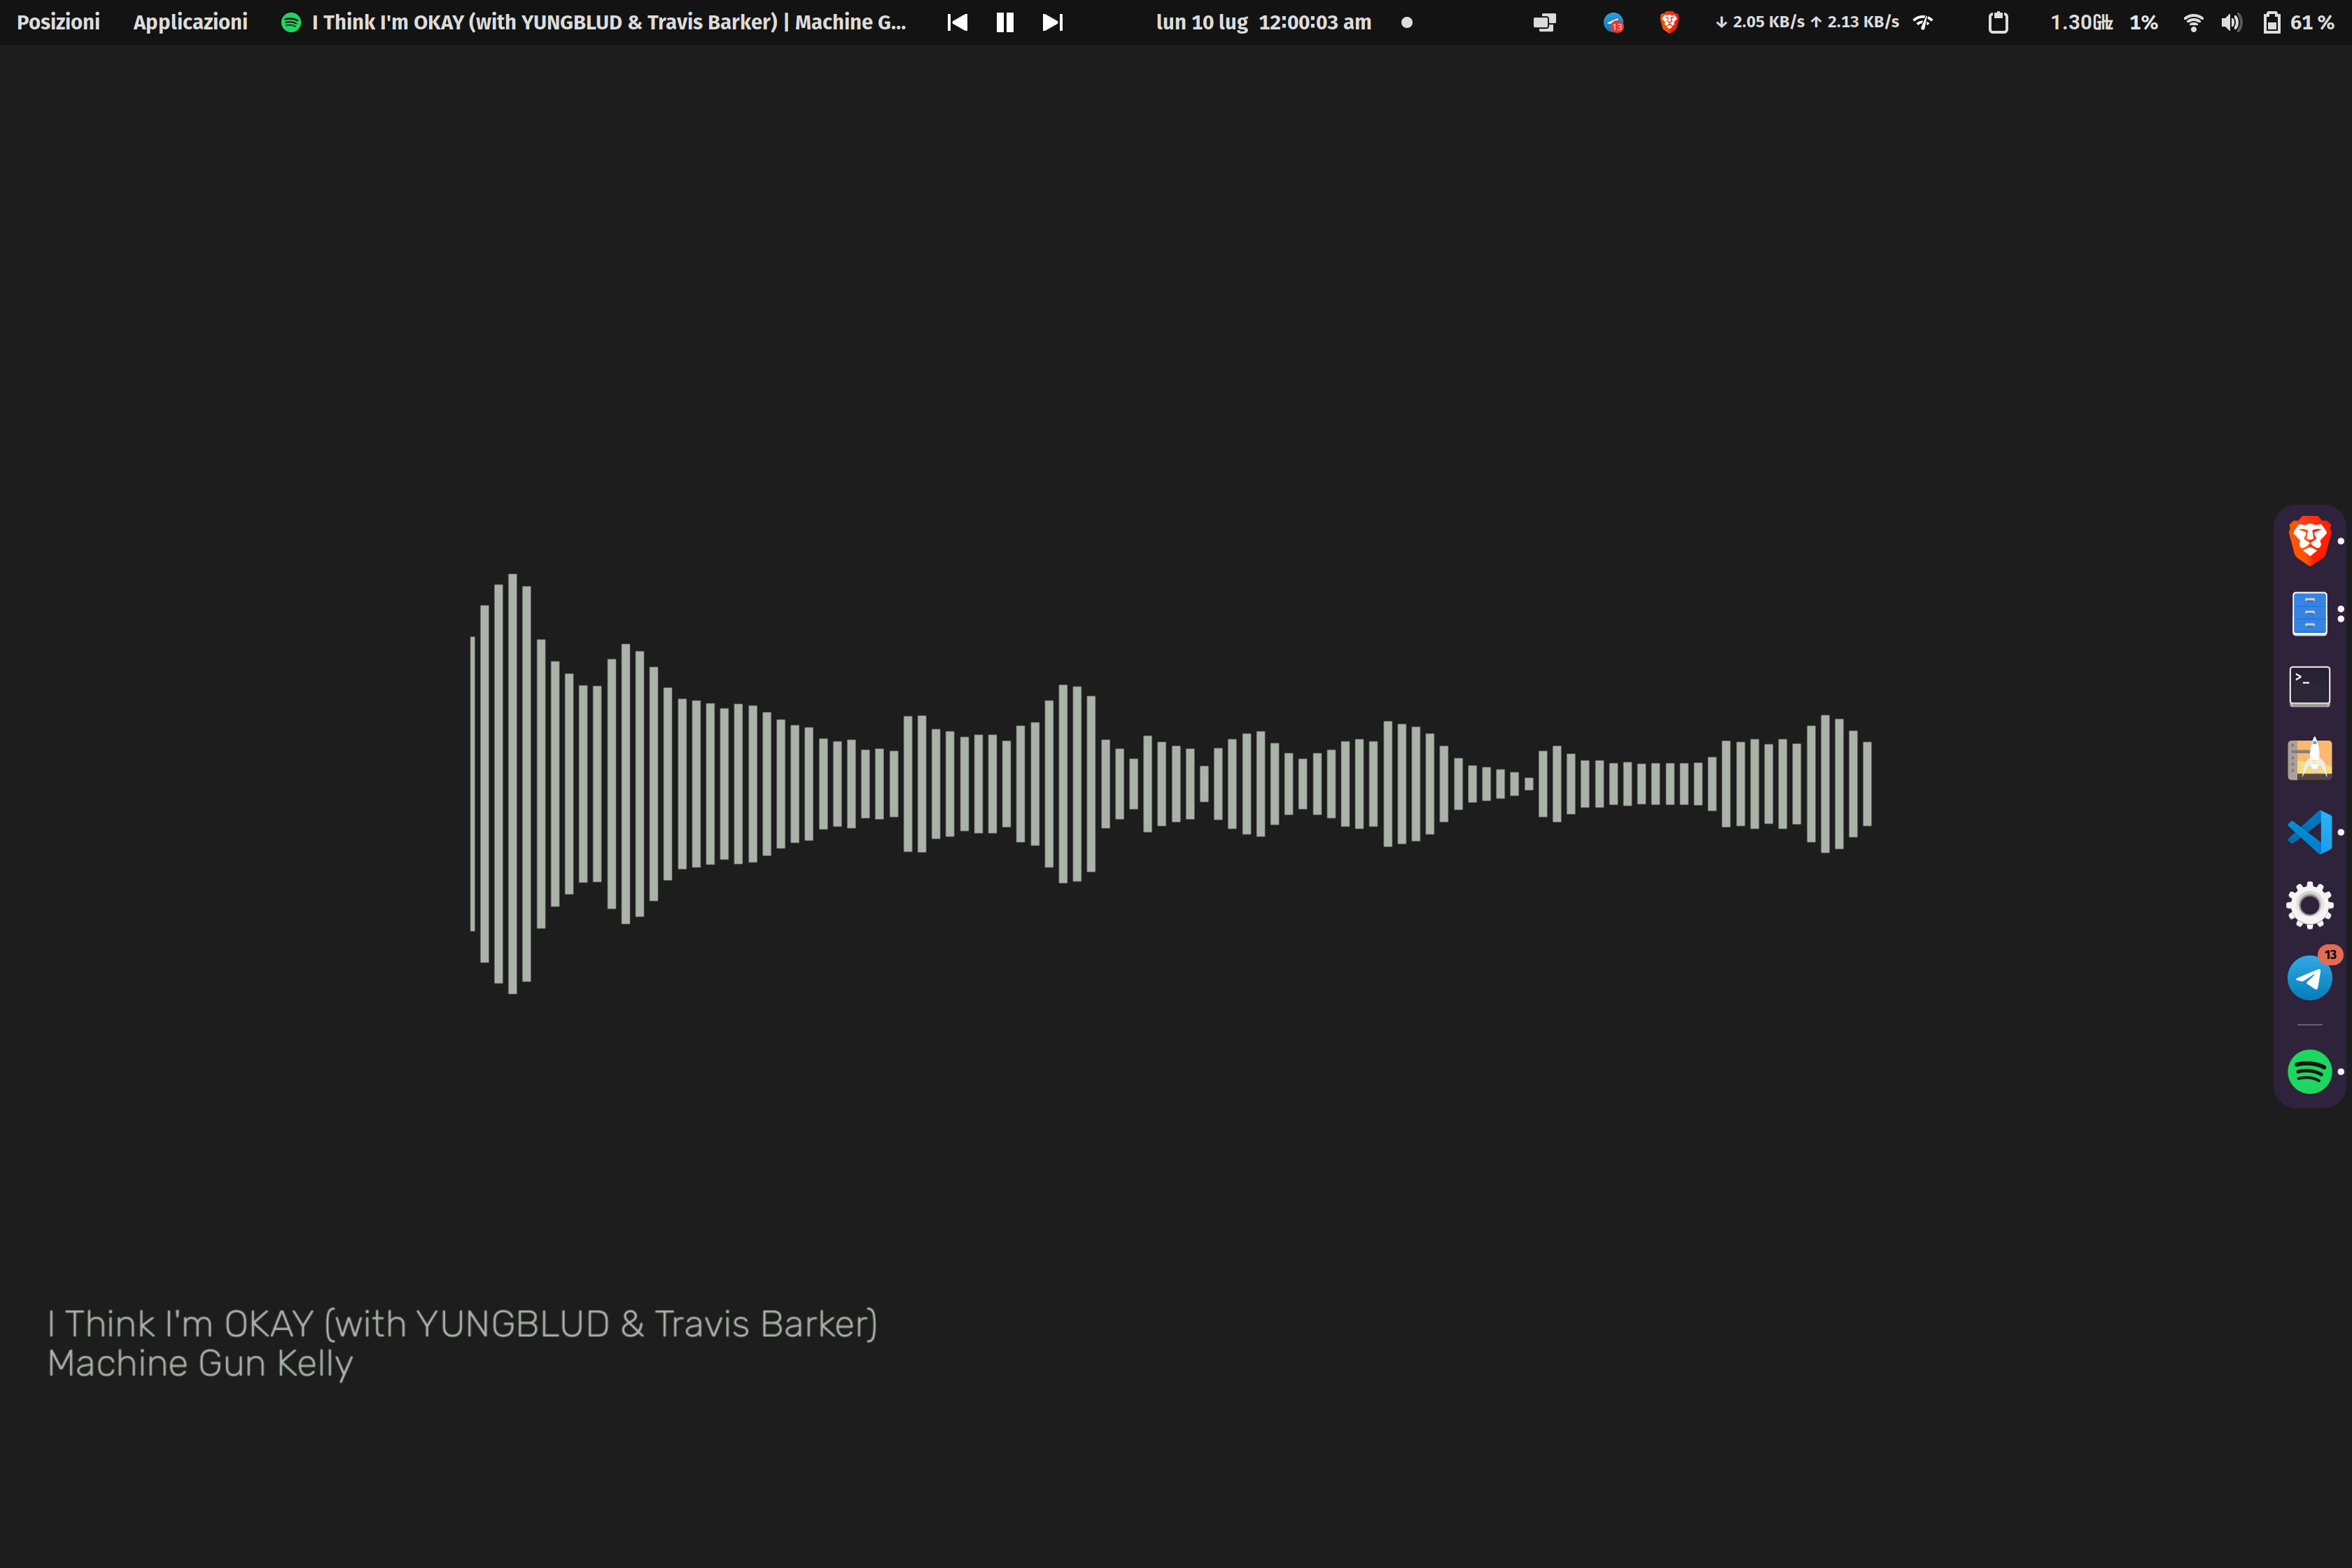 Posizioni Applicazioni I Think I'm OKAY (with YUNGBLUD & Travis Barker) | Machine G... lun 10 lug 12:00:03 am 13 ↓ 2.05 KB/s ↑ 2.13 KB/s 1.30GHz 1% 61 %
>_
13
I Think I'm OKAY (with YUNGBLUD & Travis Barker)
Machine Gun Kelly